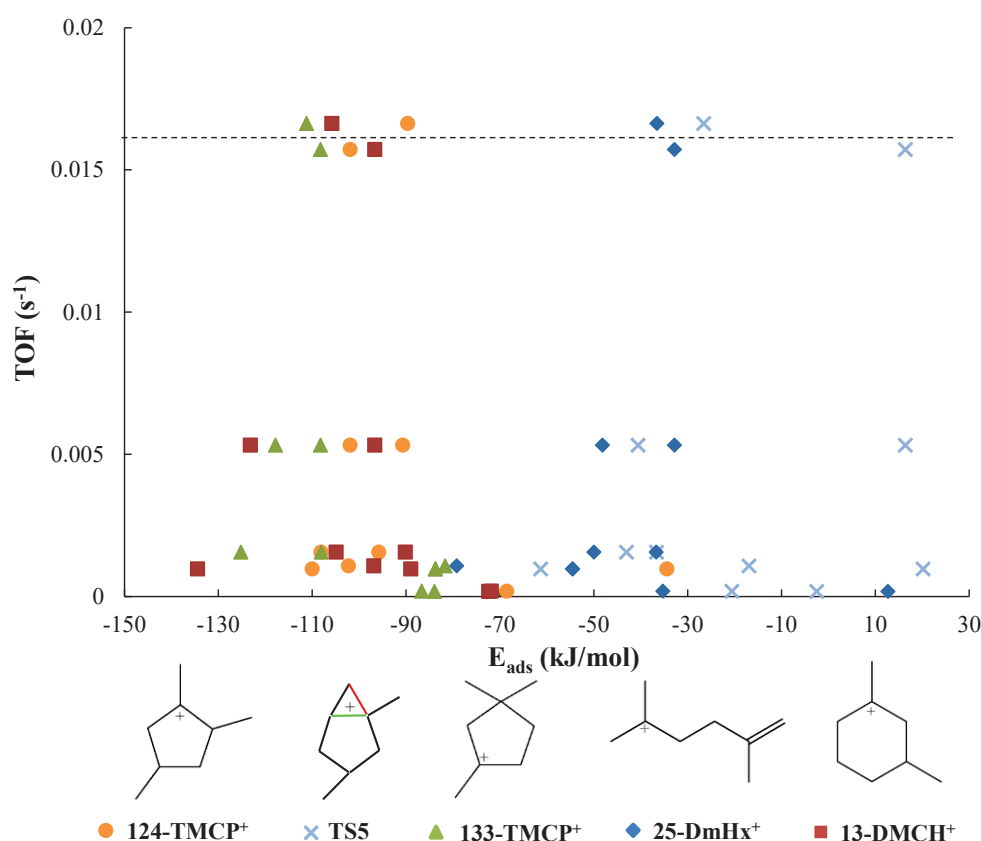 0.02
0.015
0.01
0.005
0
TOF (s-1)
-150 -130 -110 -90 -70 -50 -30 -10 10 30
Eads (kJ/mol)
+ + + + +
124-TMCP+ TS5 133-TMCP+ 25-DmHx+ 13-DMCH+